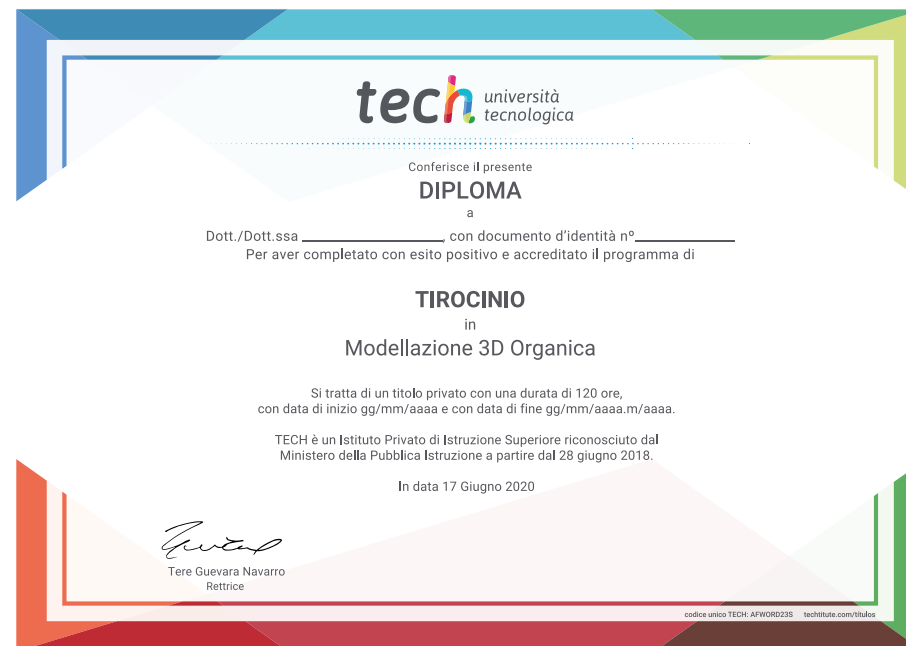 tech università
tecnologica
Conferisce il presente
DIPLOMA
a
Dott./Dott.ssa ____________, con documento d'identità nº__________
Per aver completato con esito positivo e accreditato il programma di
TIROCINIO
in
Modellazione 3D Organica
Si tratta di un titolo privato con una durata di 120 ore,
con data di inizio gg/mm/aaaa e con data di fine gg/mm/aaaa.m/aaaa.
TECH è un Istituto Privato di Istruzione Superiore riconosciuto dal
Ministero della Pubblica Istruzione a partire dal 28 giugno 2018.
In data 17 Giugno 2020
Tere Guevara Navarro
Rettrice
codice unico TECH: AFWORD23S techtitute.com/titulos